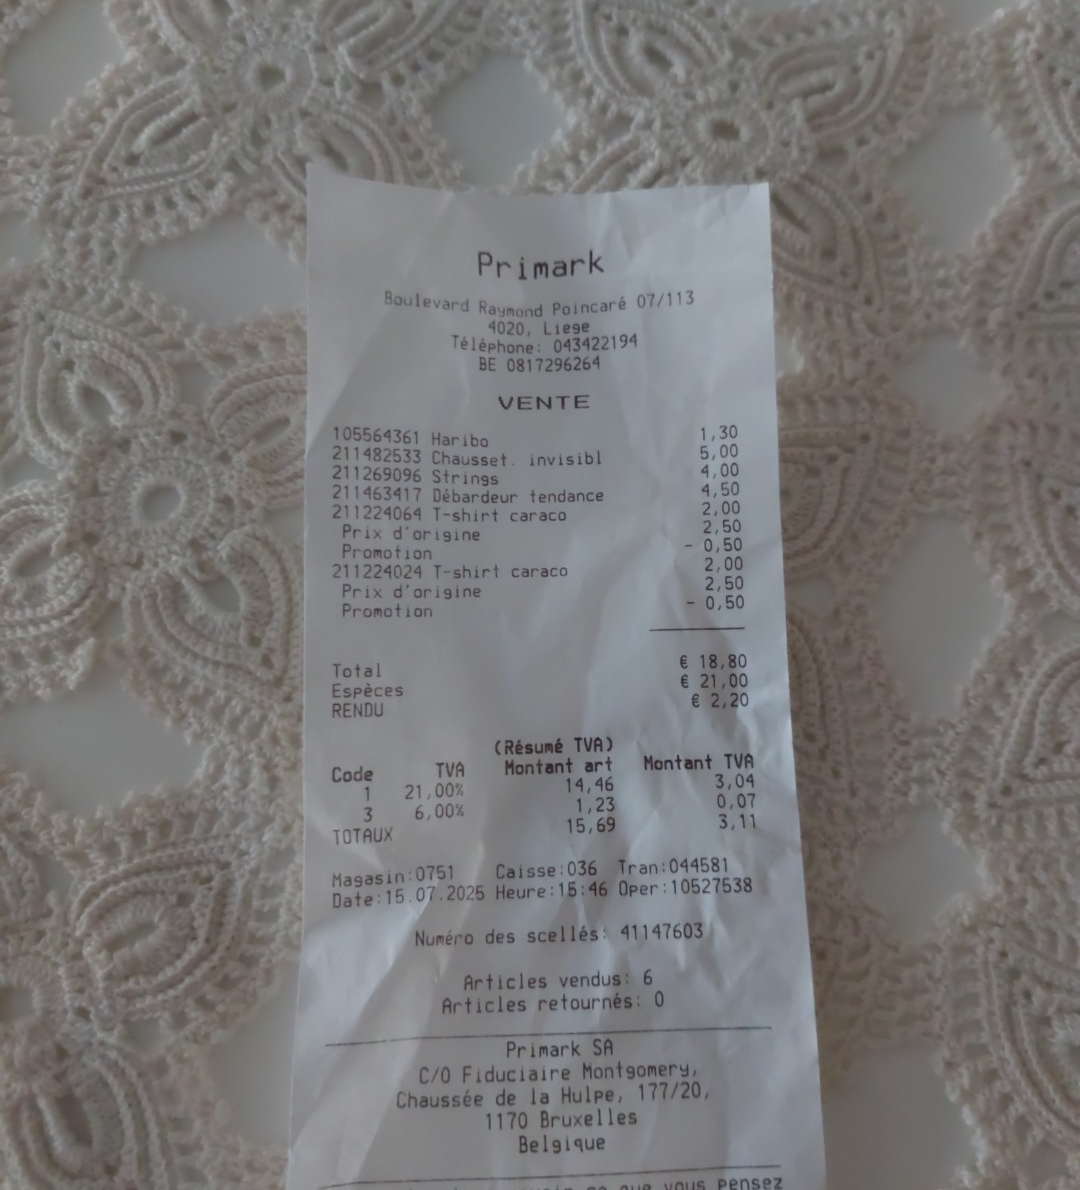 Primark
Boulevard Raymond Poincaré 07/113
4020, Liege
Téléphone: 043422194
BE 0817296264
VENTE
105564361 Haribo 1,30
211482533 Chausset. invisibl 5,00
211269096 Strings 4,00
211463417 Débardeur tendance 4,50
211224064 T-shirt caraco 2,00
Prix d'origine 2,50
Promotion - 0,50
211224024 T-shirt caraco 2,00
Prix d'origine 2,50
Promotion - 0,50
Total € 18,80
Espèces € 21,00
RENDU € 2,20
(Résumé TVA)
Code TVA Montant art Montant TVA
1 21,00% 14,46 3,04
3 6,00% 1,23 0,07
TOTAUX 15,69 3,11
Magasin:0751 Caisse:036 Tran:044581
Date:15.07.2025 Heure:15:46 Oper:10527538
Numéro des scellés: 41147603
Articles vendus: 6
Articles retournés: 0
Primark SA
C/O Fiduciaire Montgomery,
Chaussée de la Hulpe, 177/20,
1170 Bruxelles
Belgique
ce que vous pensez